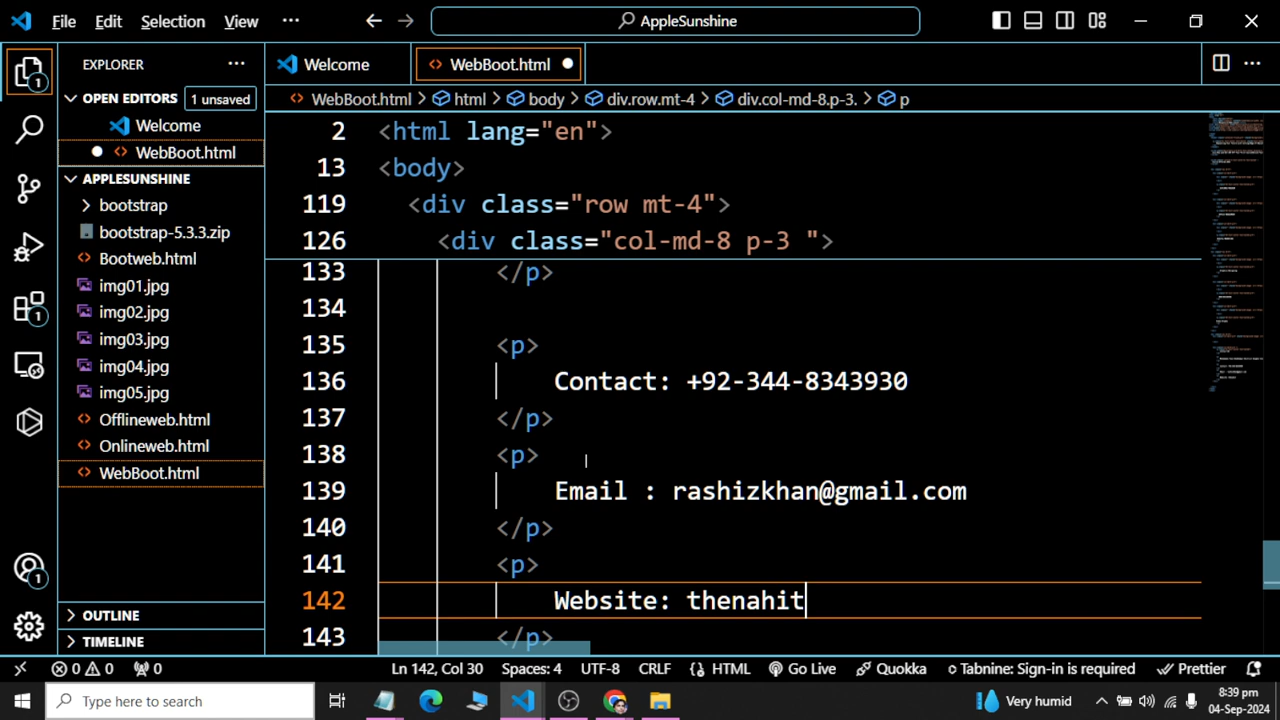 File Edit Selection View ··· AppleSunshine
EXPLORER ···
OPEN EDITORS 1 unsaved
Welcome
WebBoot.html
APPLESUNSHINE
bootstrap
bootstrap-5.3.3.zip
Bootweb.html
img01.jpg
img02.jpg
img03.jpg
img04.jpg
img05.jpg
Offlineweb.html
Onlineweb.html
WebBoot.html
OUTLINE
TIMELINE
1
1
1
Welcome WebBoot.html
WebBoot.html > html > body > div.row.mt-4 > div.col-md-8.p-3. > p
2 <html lang="en">
13 <body>
119 <div class="row mt-4">
126 <div class="col-md-8 p-3 ">
133 </p>
134
135 <p>
136 Contact: +92-344-8343930
137 </p>
138 <p>
139 Email : rashizkhan@gmail.com
140 </p>
141 <p>
142 Website: thenahit
143 </p>
0 0 0 Ln 142, Col 30 Spaces: 4 UTF-8 CRLF HTML Go Live Quokka Tabnine: Sign-in is required Prettier
Type here to search Very humid 8:39 pm
04-Sep-2024